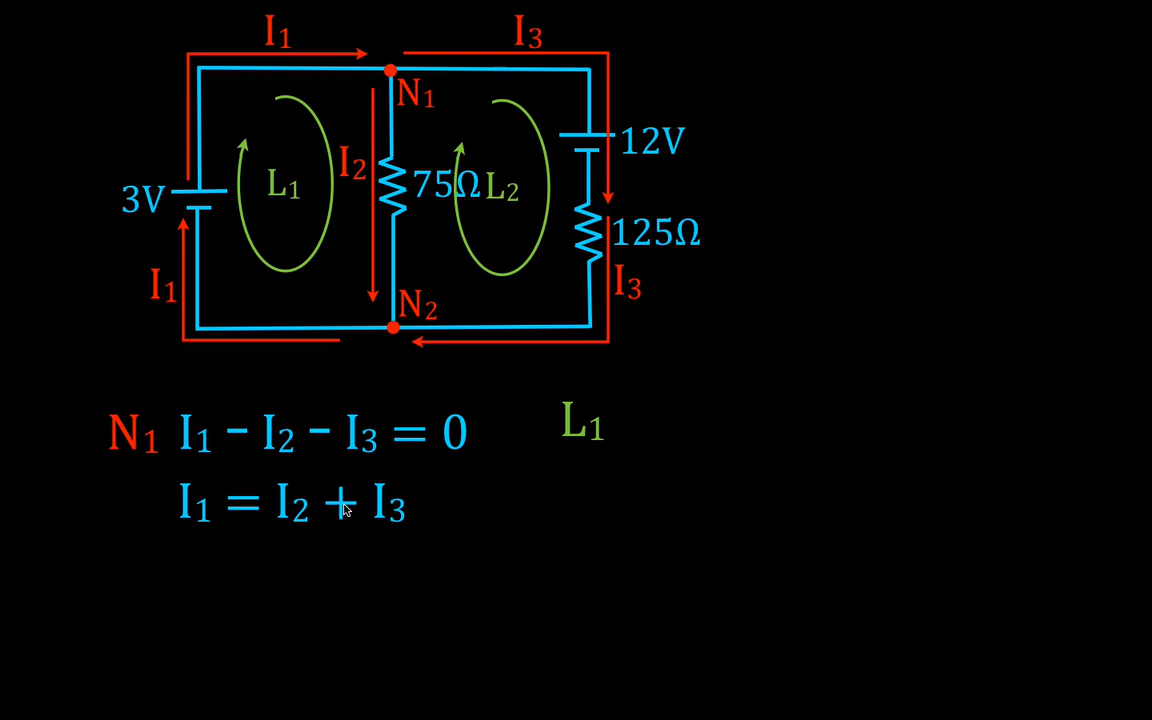 I₁ I₃
N₁
3V L₁ I₂ 75Ω L₂ 12V
125Ω
I₁ N₂ I₃
N₁ I₁ - I₂ - I₃ = 0 L₁
I₁ = I₂ + I₃